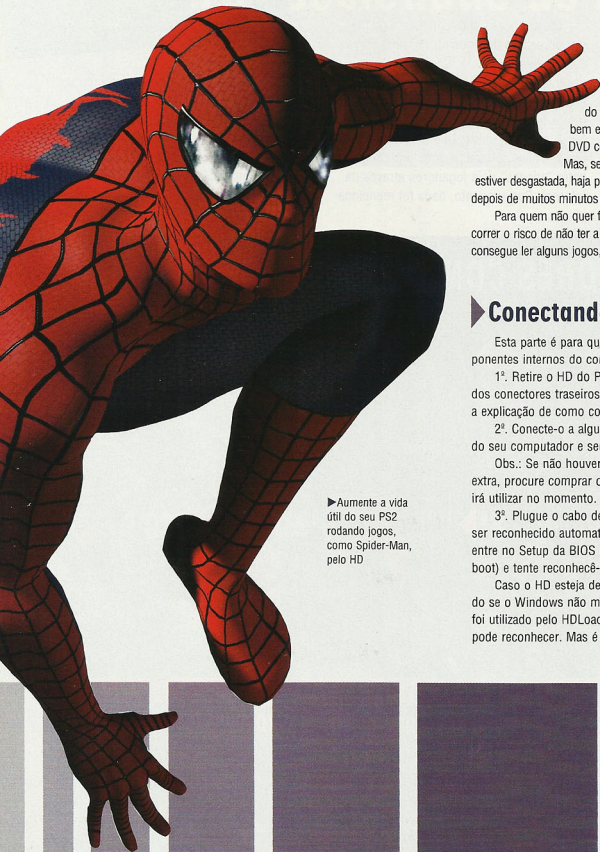 do
bem e
DVD c
Mas, se
estiver desgastada, haja p
depois de muitos minutos
Para quem não quer f
correr o risco de não ter a
consegue ler alguns jogos,
Conectand
Esta parte é para qu
ponentes internos do co
1ª. Retire o HD do P
dos conectores traseiros
a explicação de como co
2ª. Conecte-o a algu
do seu computador e se
Obs.: Se não houver
extra, procure comprar
irá utilizar no momento.
3ª. Plugue o cabo de
ser reconhecido automat
entre no Setup da BIOS
boot) e tente reconhecê-
Caso o HD esteja de
do se o Windows não m
foi utilizado pelo HDLoad
pode reconhecer. Mas é
▶Aumente a vida
útil do seu PS2
rodando jogos,
como Spider-Man,
pelo HD